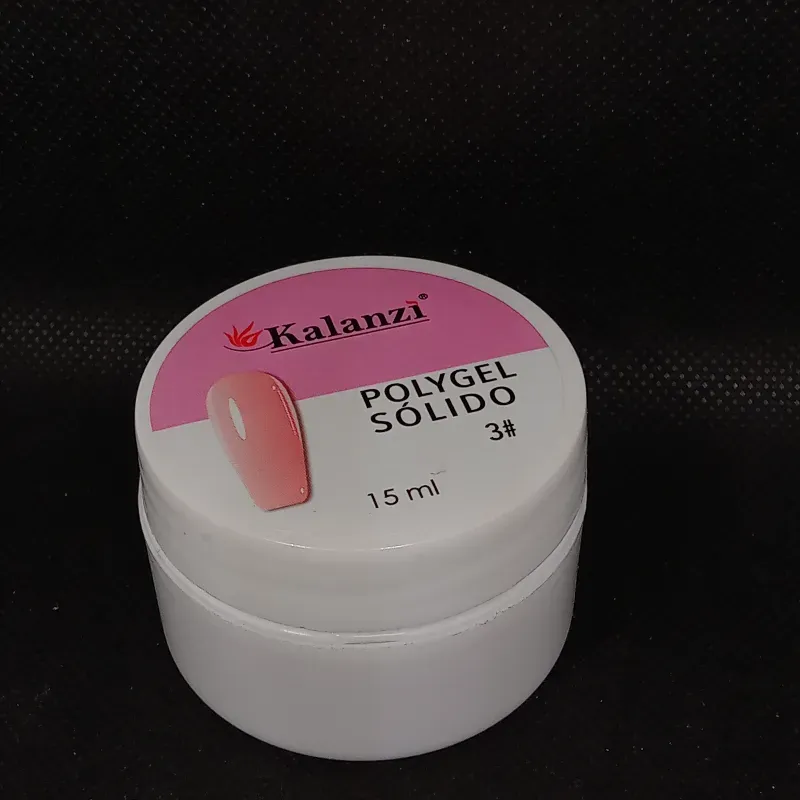 Kalanzi®
POLYGEL
SÓLIDO
3#
15 ml